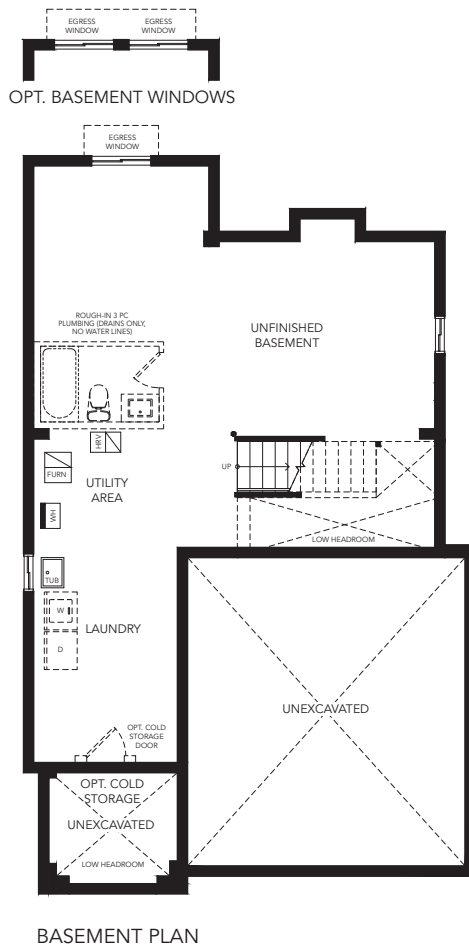 EGRESS
WINDOW
EGRESS
WINDOW
OPT. BASEMENT WINDOWS
EGRESS
WINDOW
ROUGH-IN 3 PC
PLUMBING (DRAINS ONLY,
NO WATER LINES)
UNFINISHED
BASEMENT
HRV
FURN
UTILITY
AREA
UP
WH
LOW HEADROOM
TUB
W
LAUNDRY
D
UNEXCAVATED
OPT. COLD
STORAGE
DOOR
OPT. COLD
STORAGE
UNEXCAVATED
LOW HEADROOM
BASEMENT PLAN